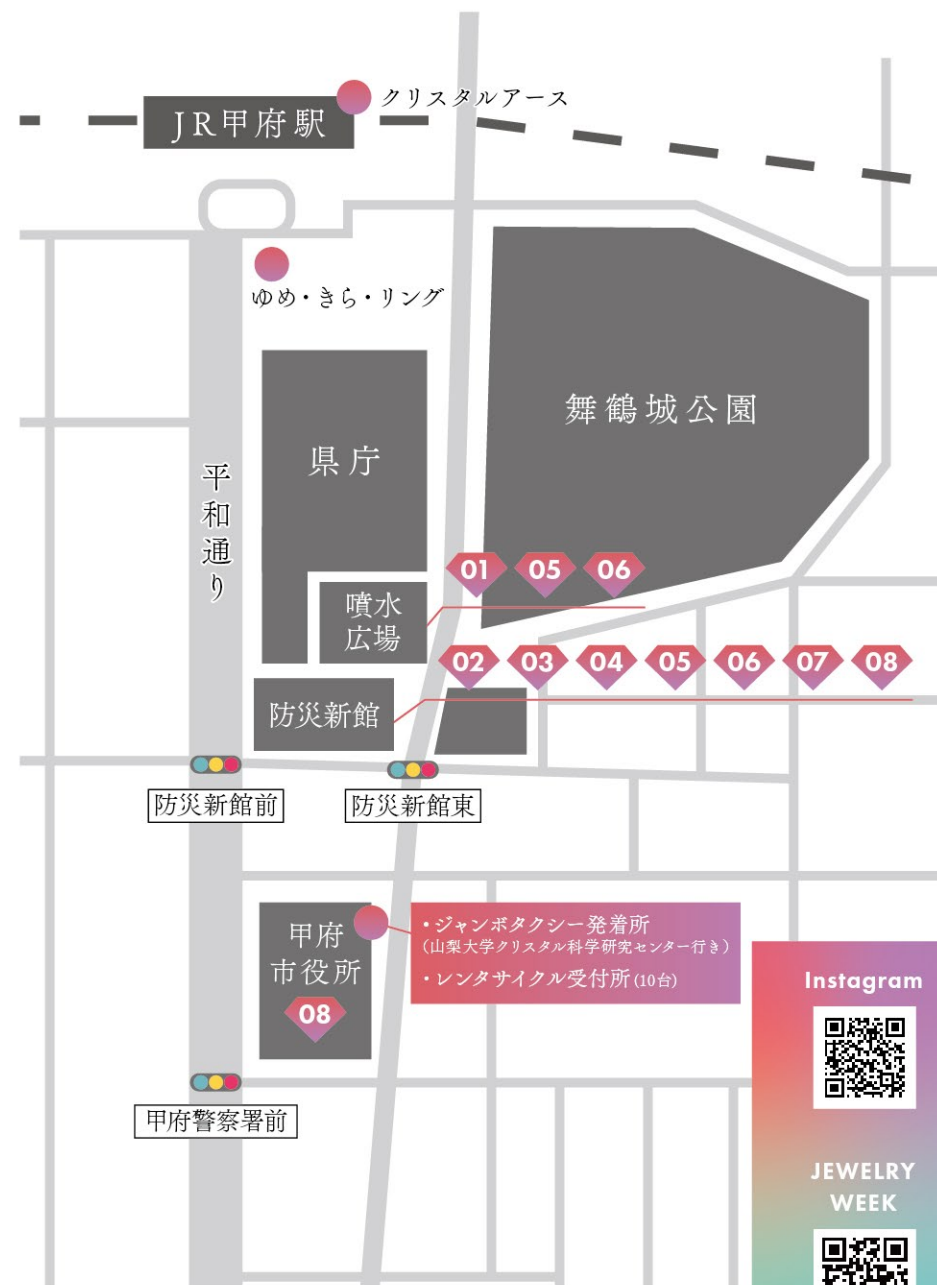 クリスタルアース
JR甲府駅
ゆめ・きら・リング
舞鶴城公園
県庁
平和通り
01 05 06
噴水
広場
02 03 04 05 06 07 08
防災新館
防災新館前
防災新館東
甲府
市役所
08
・ジャンボタクシー発着所
（山梨大学クリスタル科学研究センター行き）
・レンタサイクル受付所（10台）
甲府警察署前
Instagram
JEWELRY
WEEK